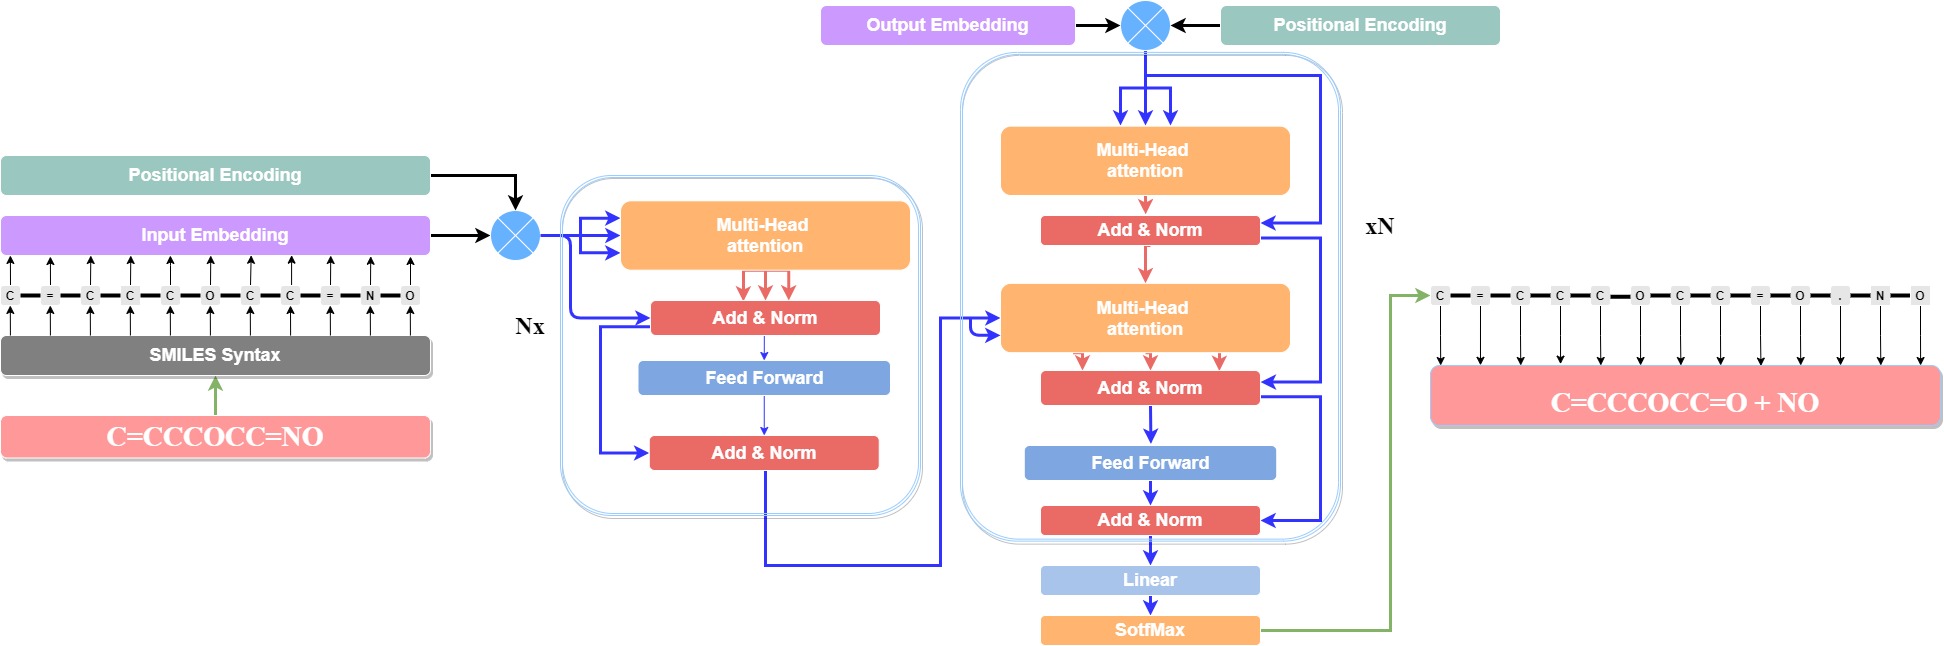 Output Embedding
Positional Encoding
Positional Encoding
Input Embedding
C = C C C O C C = N O
SMILES Syntax
C=CCCOCC=NO
Nx
Multi-Head
attention
Add & Norm
Feed Forward
Add & Norm
Multi-Head
attention
Add & Norm
xN
Multi-Head
attention
Add & Norm
Feed Forward
Add & Norm
Linear
SotfMax
C = C C C O C C = O . N O
C=CCCOCC=O + NO